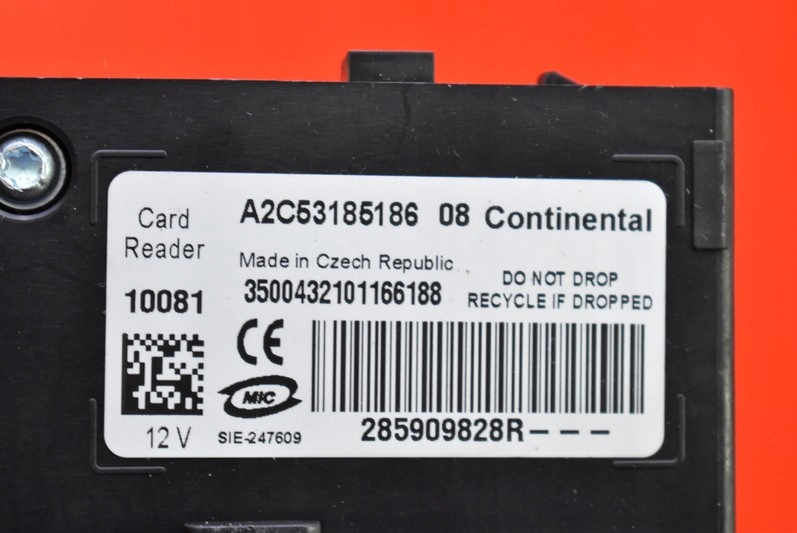 Card
Reader
A2C53185186 08 Continental
Made in Czech Republic
10081
3500432101166188
DO NOT DROP
RECYCLE IF DROPPED
CE
MIC
12 V
SIE-247609
285909828R---